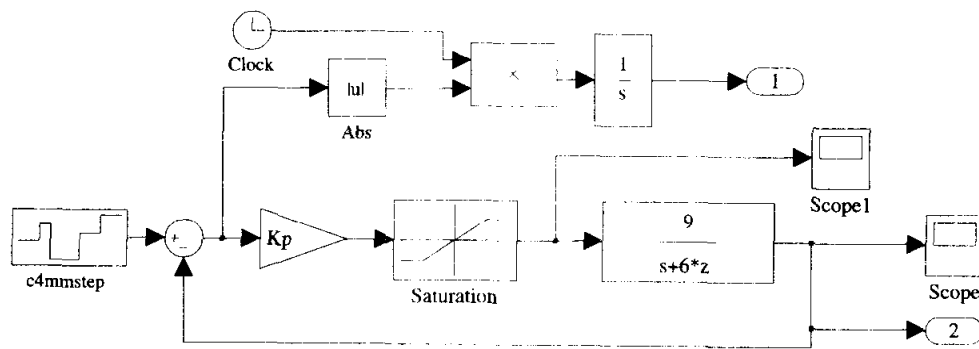 Clock
|u|
Abs
×
1
s
1
Scope1
c4mmstep
+
-
Kp
Saturation
9
s+6*z
Scope
2